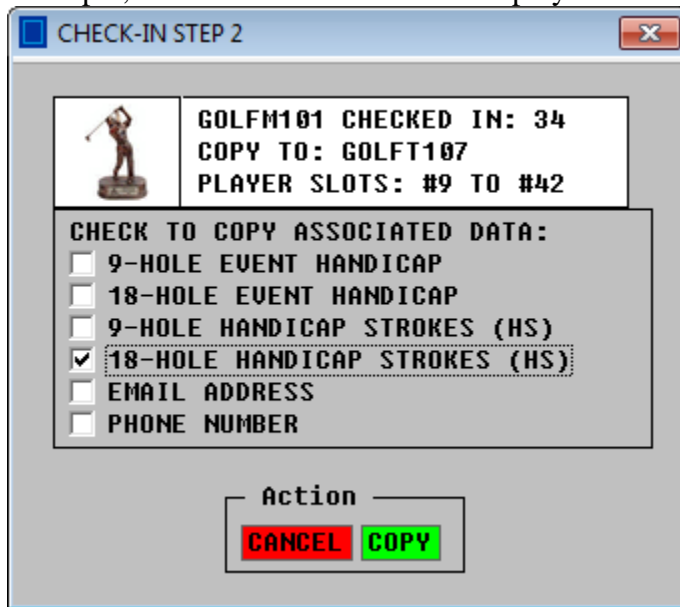 CHECK-IN STEP 2
GOLFM101 CHECKED IN: 34
COPY TO: GOLFT107
PLAYER SLOTS: #9 TO #42
CHECK TO COPY ASSOCIATED DATA:
9-HOLE EVENT HANDICAP
18-HOLE EVENT HANDICAP
9-HOLE HANDICAP STROKES (HS)
18-HOLE HANDICAP STROKES (HS)
EMAIL ADDRESS
PHONE NUMBER
Action
CANCEL COPY